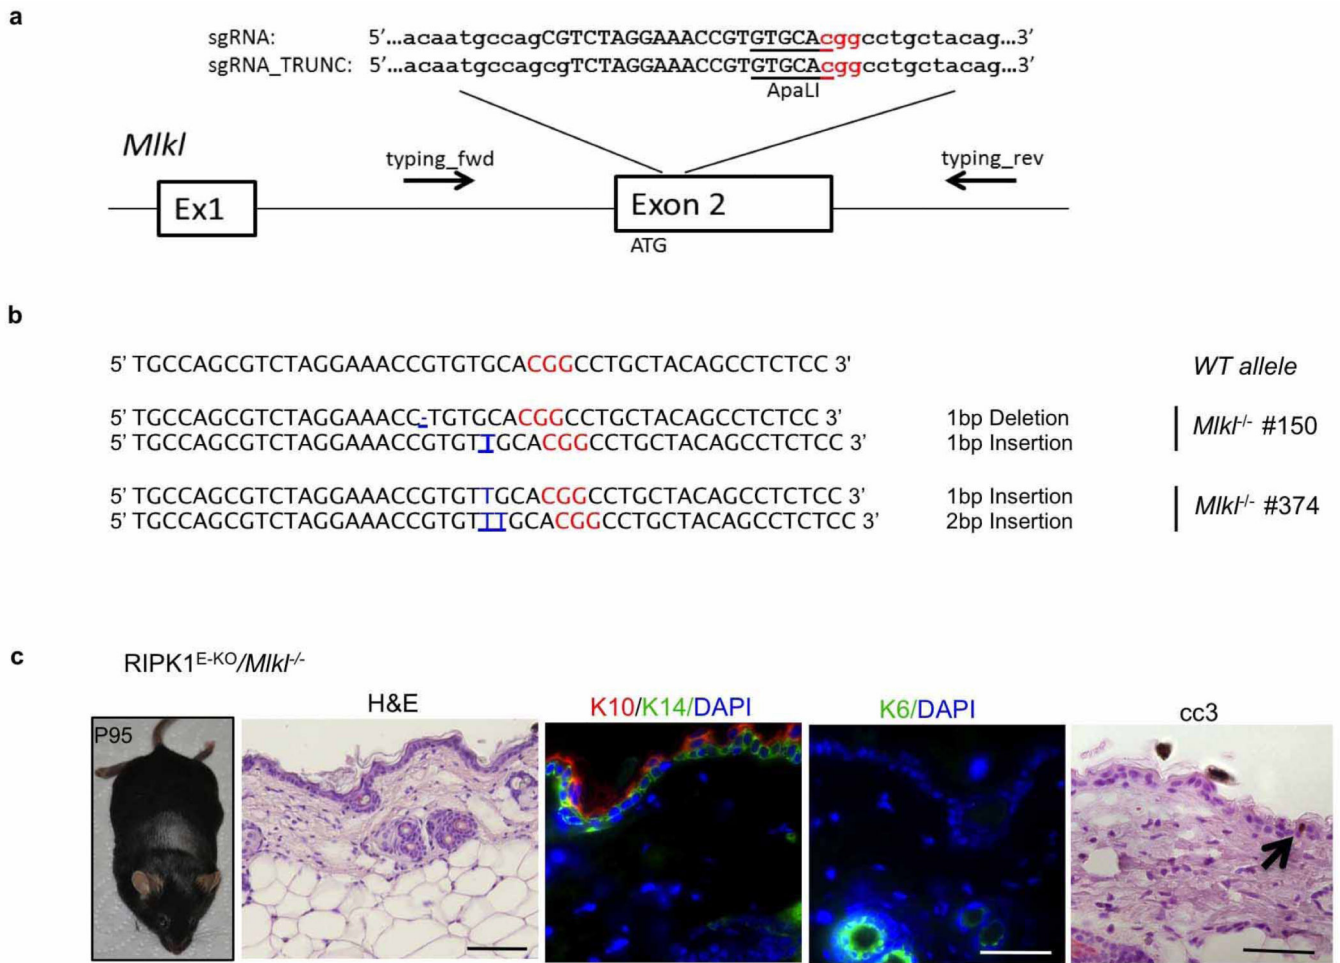 a
sgRNA: 5’...acaatgccagCGTCTAGGAAACCGTGTGCAcggcctgctacag...3’
sgRNA_TRUNC: 5’...acaatgccagcgTCTAGGAAACCGTGTGCAcggcctgctacag...3’
ApaLI
Mlkl
typing_fwd typing_rev
Ex1 Exon 2
ATG
b
5’ TGCCAGCGTCTAGGAAACCGTGTGCACGGCCTGCTACAGCCTCTCC 3' WT allele
5’ TGCCAGCGTCTAGGAAACC-TGTGCACGGCCTGCTACAGCCTCTCC 3’ 1bp Deletion
5’ TGCCAGCGTCTAGGAAACCGTGTTGCACGGCCTGCTACAGCCTCTCC 3’ 1bp Insertion
Mlkl-/- #150
5’ TGCCAGCGTCTAGGAAACCGTGTTGCACGGCCTGCTACAGCCTCTCC 3’ 1bp Insertion
5’ TGCCAGCGTCTAGGAAACCGTGTTTGCACGGCCTGCTACAGCCTCTCC 3’ 2bp Insertion
Mlkl-/- #374
c
RIPK1E-KO/Mlkl-/-
H&E K10/K14/DAPI K6/DAPI cc3
P95